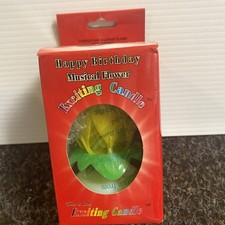 Happy Birthday
Musical Flower
Exciting Candle
Exciting Candle